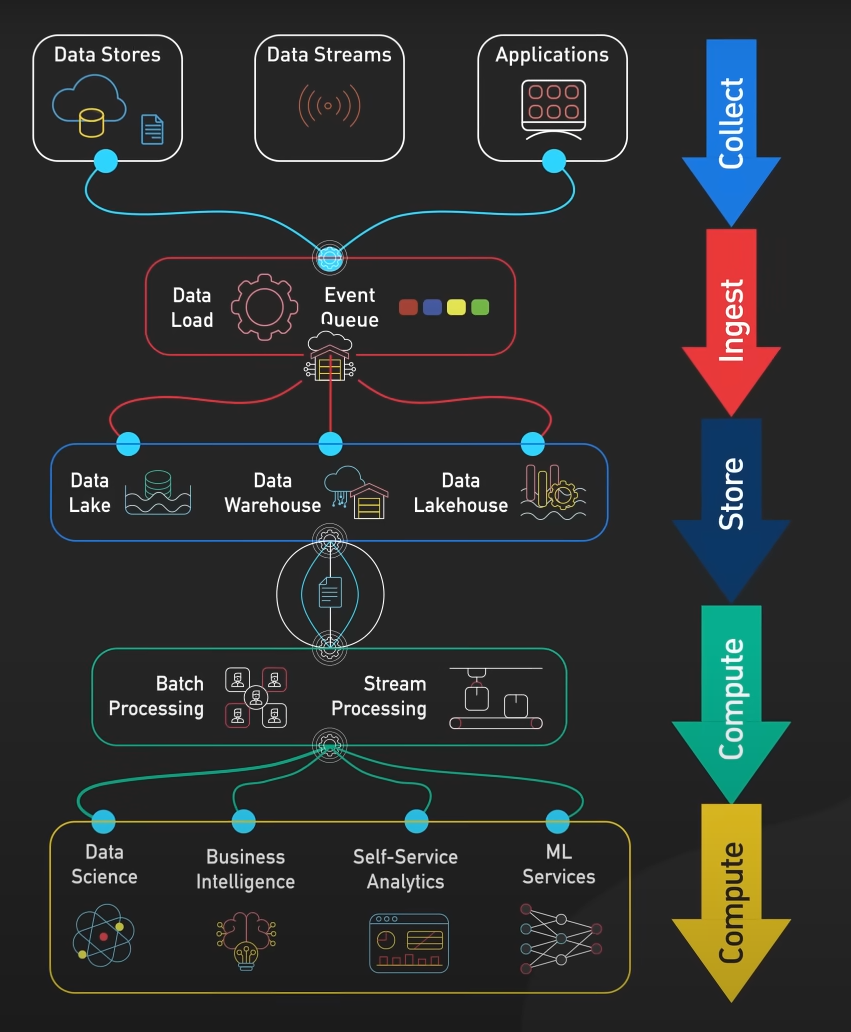 Data Stores
Data Streams
Applications
Collect
Data
Load
Event
Queue
Ingest
Data
Lake
Data
Warehouse
Data
Lakehouse
Store
Batch
Processing
Stream
Processing
Compute
Data
Science
Business
Intelligence
Self-Service
Analytics
ML
Services
Compute